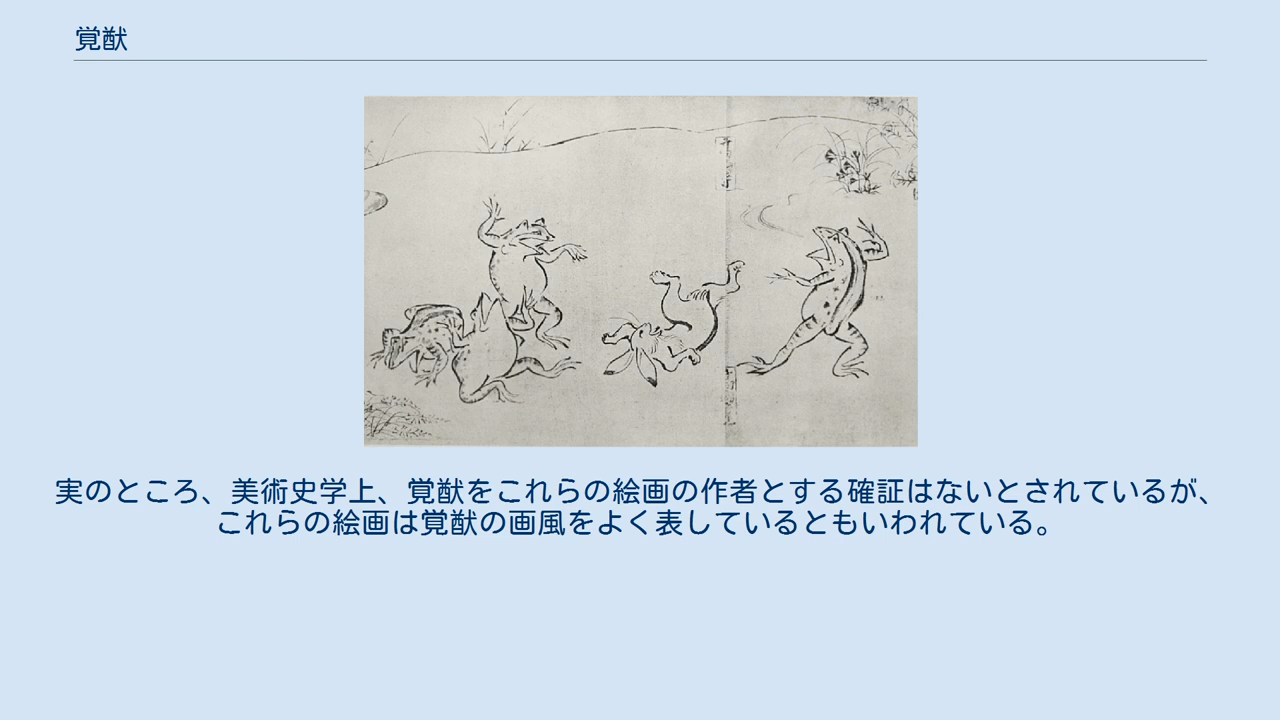 覚猷
実のところ、美術史学上、覚猷をこれらの絵画の作者とする確証はないとされているが、
これらの絵画は覚猷の画風をよく表しているともいわれている。